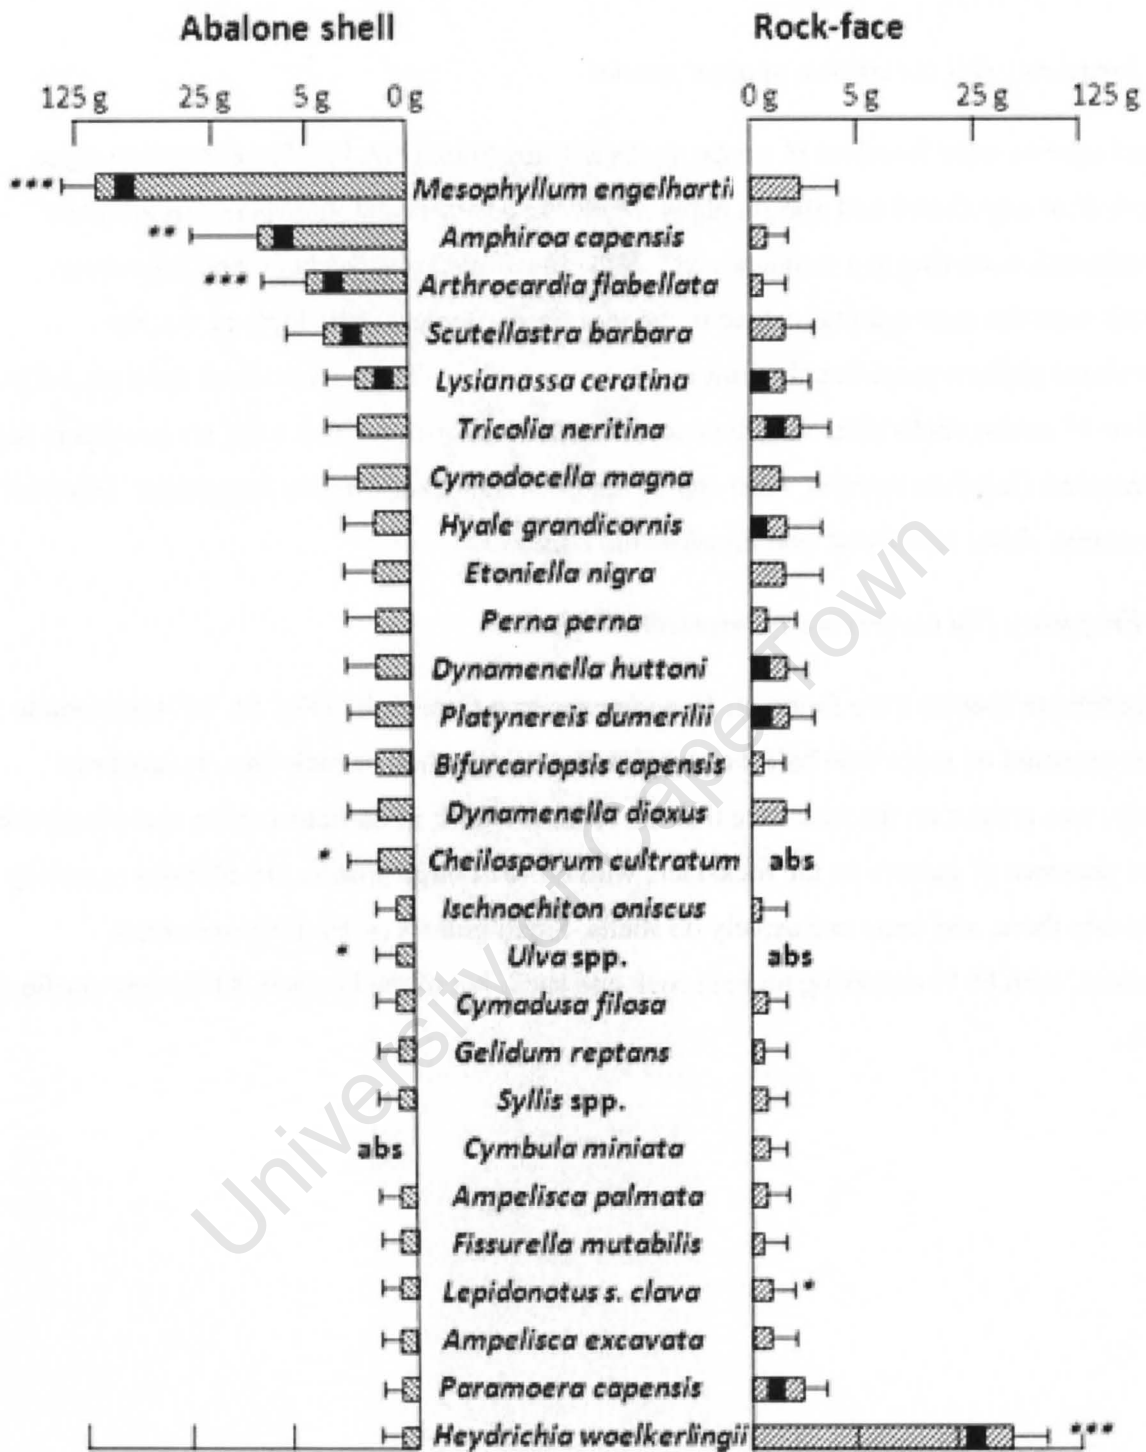 Abalone shell Rock-face
125 g 25 g 5 g 0 g 0 g 5 g 25 g 125 g
*** Mesophyllum engelhartii
** Amphiroa capensis
*** Arthrocardia flabellata
Scutellastra barbara
Lysianassa ceratina
Tricolia neritina
Cymodocella magna
Hyale grandicornis
Etoniella nigra
Perna perna
Dynamenella huttoni
Platynereis dumerilii
Bifurcariopsis capensis
Dynamenella dioxus
* Cheilosporum cultratum abs
Ischnochiton oniscus
* Ulva spp. abs
Cymadusa filosa
Gelidum reptans
Syllis spp.
abs Cymbula miniata
Ampelisca palmata
Fissurella mutabilis
Lepidonotus s. clava *
Ampelisca excavata
Paramoera capensis
Heydrichia woelkerlingii ***
University of Cape Town